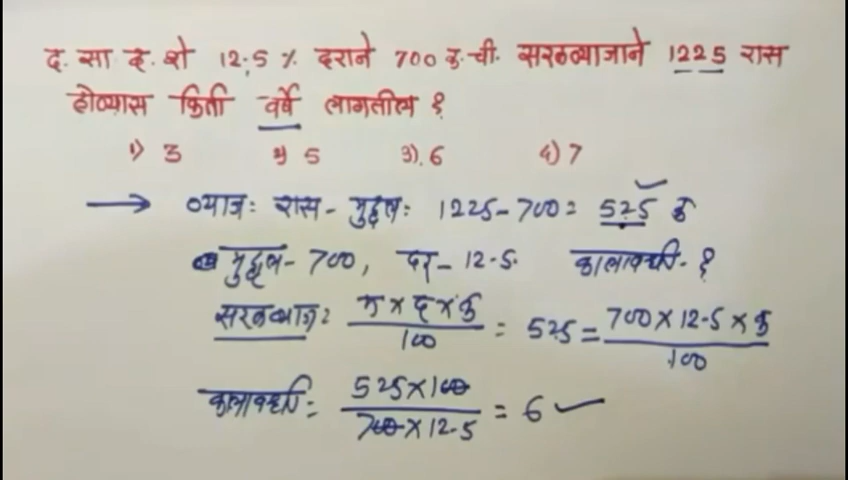 द. सा. द. शे 12.5 % दराने 700 रु ची. सरळव्याजाने 1225 रास
होण्यास किती वर्षे लागतील ?
1) 3 2) 5 3) 6 4) 7
→ व्याज: रास - मुद्दल: 1225 - 700 = 525 रु
मुद्दल - 700, दर - 12.5. कालावधी - ?
सरळव्याज = म × द × क / 100 = 525 = 700 × 12.5 × क / 100
कालावधी = 525 × 100 / 700 × 12.5 = 6 ✓